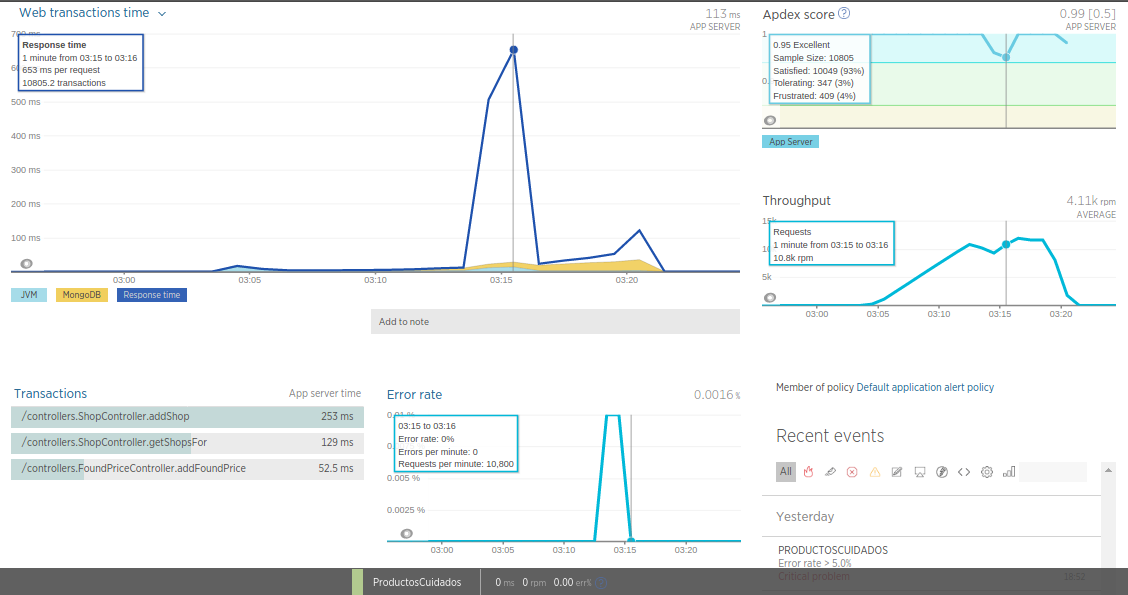 Web transactions time
113 ms
APP SERVER
700 ms
Response time
1 minute from 03:15 to 03:16
653 ms per request
10805.2 transactions
500 ms
400 ms
300 ms
200 ms
100 ms
03:00 03:05 03:10 03:15 03:20
JVM MongoDB Response time
Add to note
Apdex score ?
0.99 [0.5]
APP SERVER
1
0.95 Excellent
Sample Size: 10805
Satisfied: 10049 (93%)
Tolerating: 347 (3%)
Frustrated: 409 (4%)
App Server
Throughput
4.11k rpm
AVERAGE
15k
Requests
1 minute from 03:15 to 03:16
10.8k rpm
5k
03:00 03:05 03:10 03:15 03:20
Transactions App server time
/controllers.ShopController.addShop 253 ms
/controllers.ShopController.getShopsFor 129 ms
/controllers.FoundPriceController.addFoundPrice 52.5 ms
Error rate
0.0016 %
0.01 %
03:15 to 03:16
Error rate: 0%
Errors per minute: 0
Requests per minute: 10,800
0.005 %
0.0025 %
03:00 03:05 03:10 03:15 03:20
Member of policy Default application alert policy
Recent events
All
Yesterday
PRODUCTOSCUIDADOS
Error rate > 5.0%
Critical problem 18:52
ProductosCuidados 0 ms 0 rpm 0.00 err%